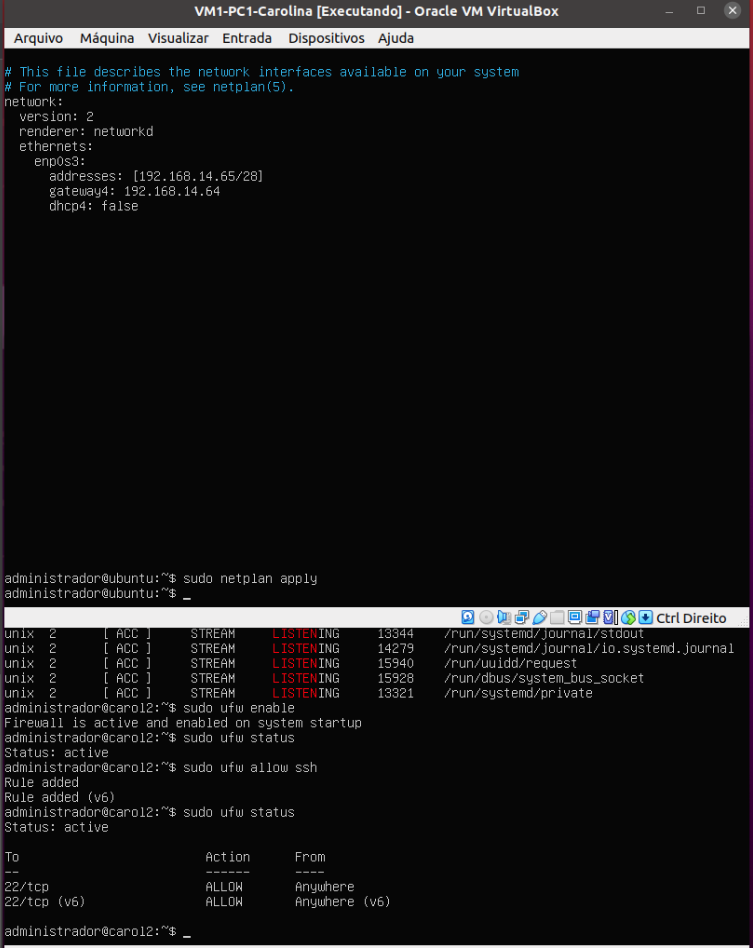 VM1-PC1-Carolina [Executando] - Oracle VM VirtualBox
Arquivo Máquina Visualizar Entrada Dispositivos Ajuda
# This file describes the network interfaces available on your system
# For more information, see netplan(5).
network:
  version: 2
  renderer: networkd
  ethernets:
    enp0s3:
      addresses: [192.168.14.65/28]
      gateway4: 192.168.14.64
      dhcp4: false
administrador@ubuntu:~$ sudo netplan apply
administrador@ubuntu:~$ _
Ctrl Direito
unix  2      [ ACC ]     STREAM     LISTENING     13344    /run/systemd/journal/stdout
unix  2      [ ACC ]     STREAM     LISTENING     14279    /run/systemd/journal/io.systemd.journal
unix  2      [ ACC ]     STREAM     LISTENING     15940    /run/uuidd/request
unix  2      [ ACC ]     STREAM     LISTENING     15928    /run/dbus/system_bus_socket
unix  2      [ ACC ]     STREAM     LISTENING     13321    /run/systemd/private
administrador@carol2:~$ sudo ufw enable
Firewall is active and enabled on system startup
administrador@carol2:~$ sudo ufw status
Status: active
administrador@carol2:~$ sudo ufw allow ssh
Rule added
Rule added (v6)
administrador@carol2:~$ sudo ufw status
Status: active
To                         Action      From
--                         ------      ----
22/tcp                     ALLOW       Anywhere
22/tcp (v6)                ALLOW       Anywhere (v6)
administrador@carol2:~$ _